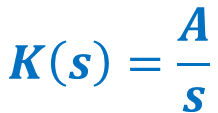 K(s) = A/s